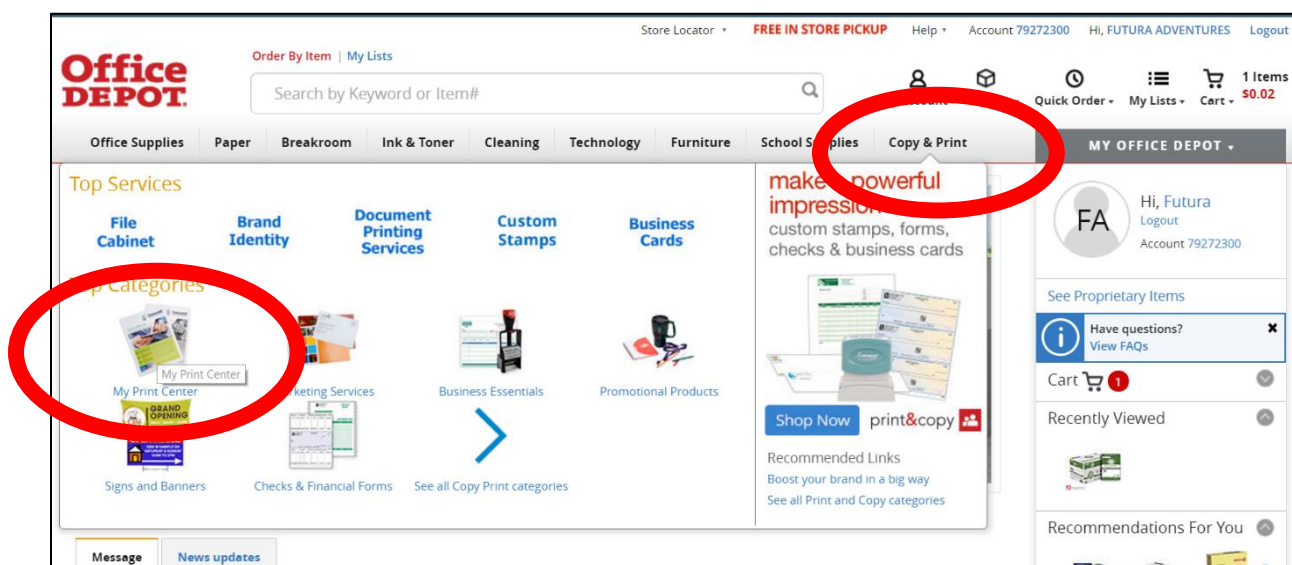 Store Locator FREE IN STORE PICKUP Help Account 79272300 Hi, FUTURA ADVENTURES Logout
Office DEPOT.
Order By Item | My Lists
Search by Keyword or Item#
Quick Order My Lists Cart 1 Items $0.02
Office Supplies Paper Breakroom Ink & Toner Cleaning Technology Furniture School Supplies Copy & Print
MY OFFICE DEPOT
Top Services
File Cabinet
Brand Identity
Document Printing Services
Custom Stamps
Business Cards
Categories
My Print Center
My Print Center
Services
Business Essentials
Promotional Products
GRAND OPENING
Signs and Banners
Checks & Financial Forms
See all Copy Print categories
make powerful
impression
custom stamps, forms,
checks & business cards
Shop Now print&copy
Recommended Links
Boost your brand in a big way
See all Print and Copy categories
FA
Hi, Futura
Logout
Account 79272300
See Proprietary Items
Have questions?
View FAQs
Cart 1
Recently Viewed
Recommendations For You
Message News updates